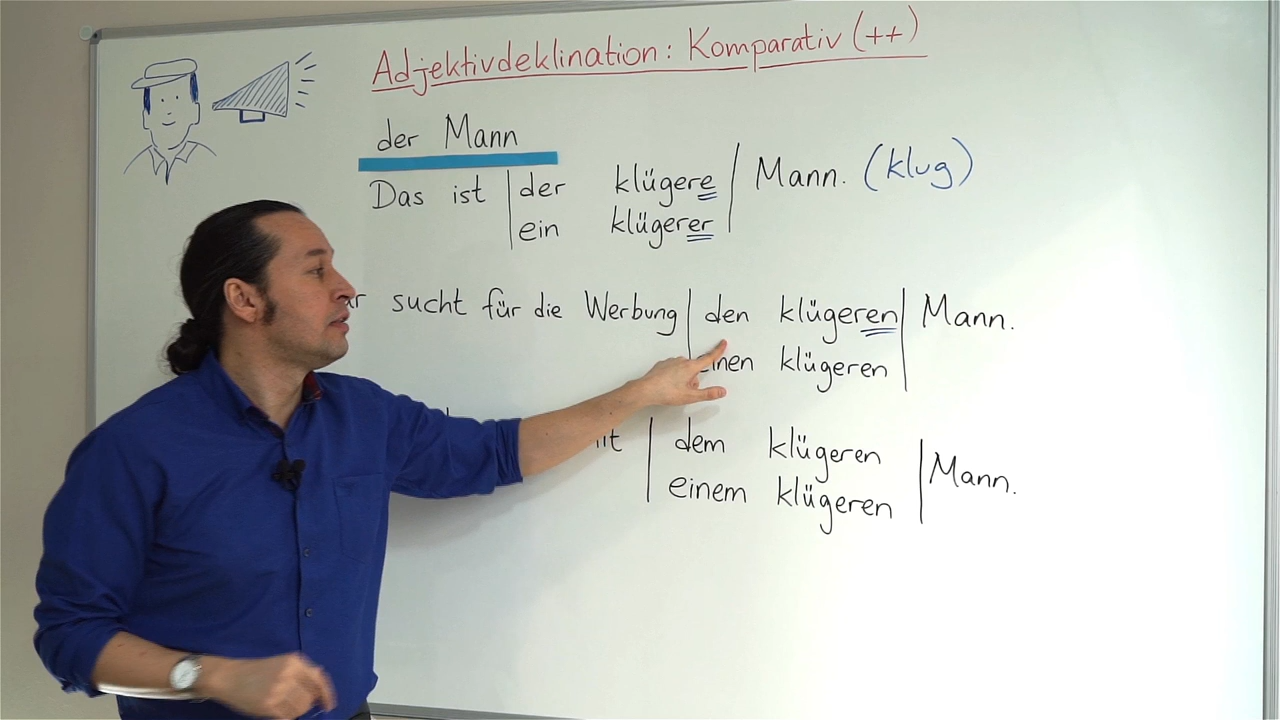 Adjektivdeklination: Komparativ (++)
der Mann
Das ist | der klügere | Mann. (klug)
ein klügerer
sucht für die Werbung | den klügeren | Mann.
einen klügeren
dem klügeren
einem klügeren | Mann.